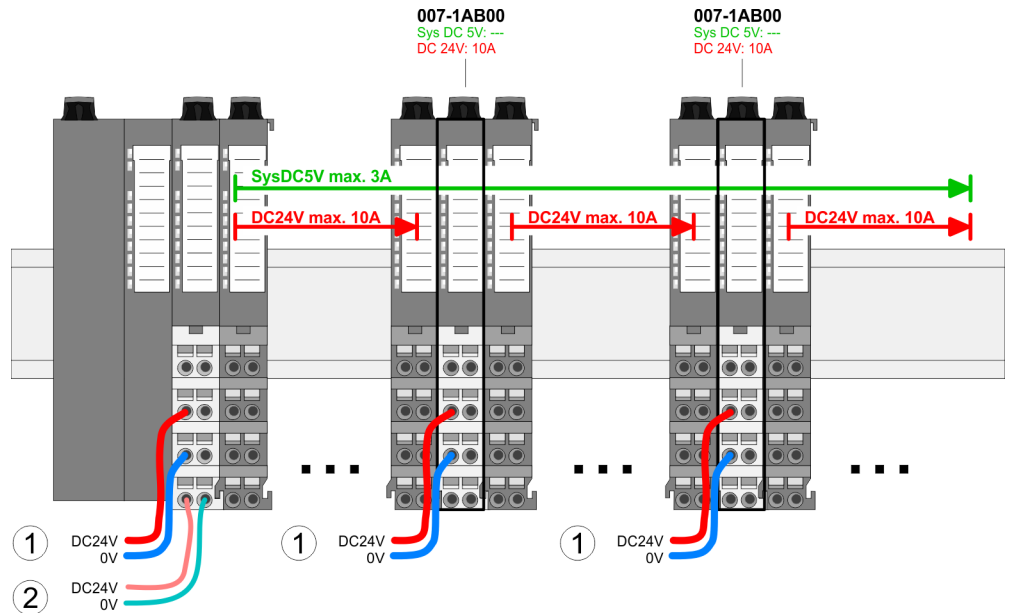 007-1AB00
Sys DC 5V: ---
DC 24V: 10A
007-1AB00
Sys DC 5V: ---
DC 24V: 10A
SysDC5V max. 3A
DC24V max. 10A
DC24V max. 10A
DC24V max. 10A
1
DC24V
0V
1
DC24V
0V
1
DC24V
0V
2
DC24V
0V